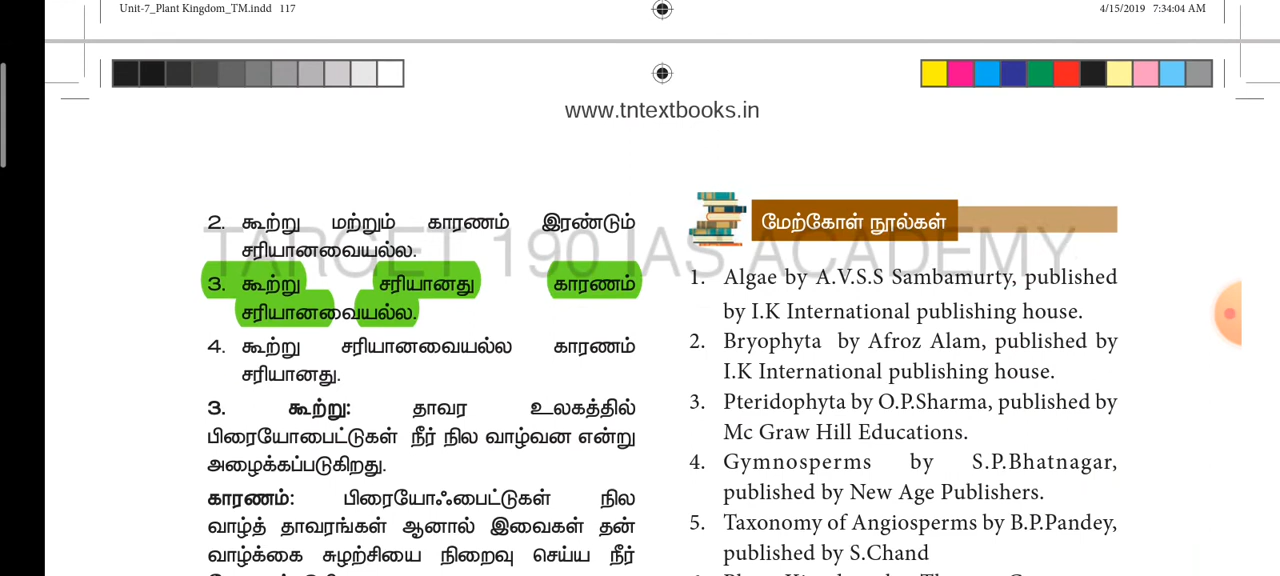 Unit-7_Plant Kingdom_TM.indd 117
4/15/2019 7:34:04 AM
www.tntextbooks.in
TARGET 190 IAS ACADEMY
2. கூற்று மற்றும் காரணம் இரண்டும்
சரியானவையல்ல.
3. கூற்று சரியானது காரணம்
சரியானவையல்ல.
4. கூற்று சரியானவையல்ல காரணம்
சரியானது.
3. கூற்று: தாவர உலகத்தில்
பிரையோபைட்டுகள் நீர் நில வாழ்வன என்று
அழைக்கப்படுகிறது.
காரணம்: பிரையோஃபைட்டுகள் நில
வாழ்த் தாவரங்கள் ஆனால் இவைகள் தன்
வாழ்க்கை சுழற்சியை நிறைவு செய்ய நீர்
மேற்கோள் நூல்கள்
1. Algae by A.V.S.S Sambamurty, published
by I.K International publishing house.
2. Bryophyta by Afroz Alam, published by
I.K International publishing house.
3. Pteridophyta by O.P.Sharma, published by
Mc Graw Hill Educations.
4. Gymnosperms by S.P.Bhatnagar,
published by New Age Publishers.
5. Taxonomy of Angiosperms by B.P.Pandey,
published by S.Chand